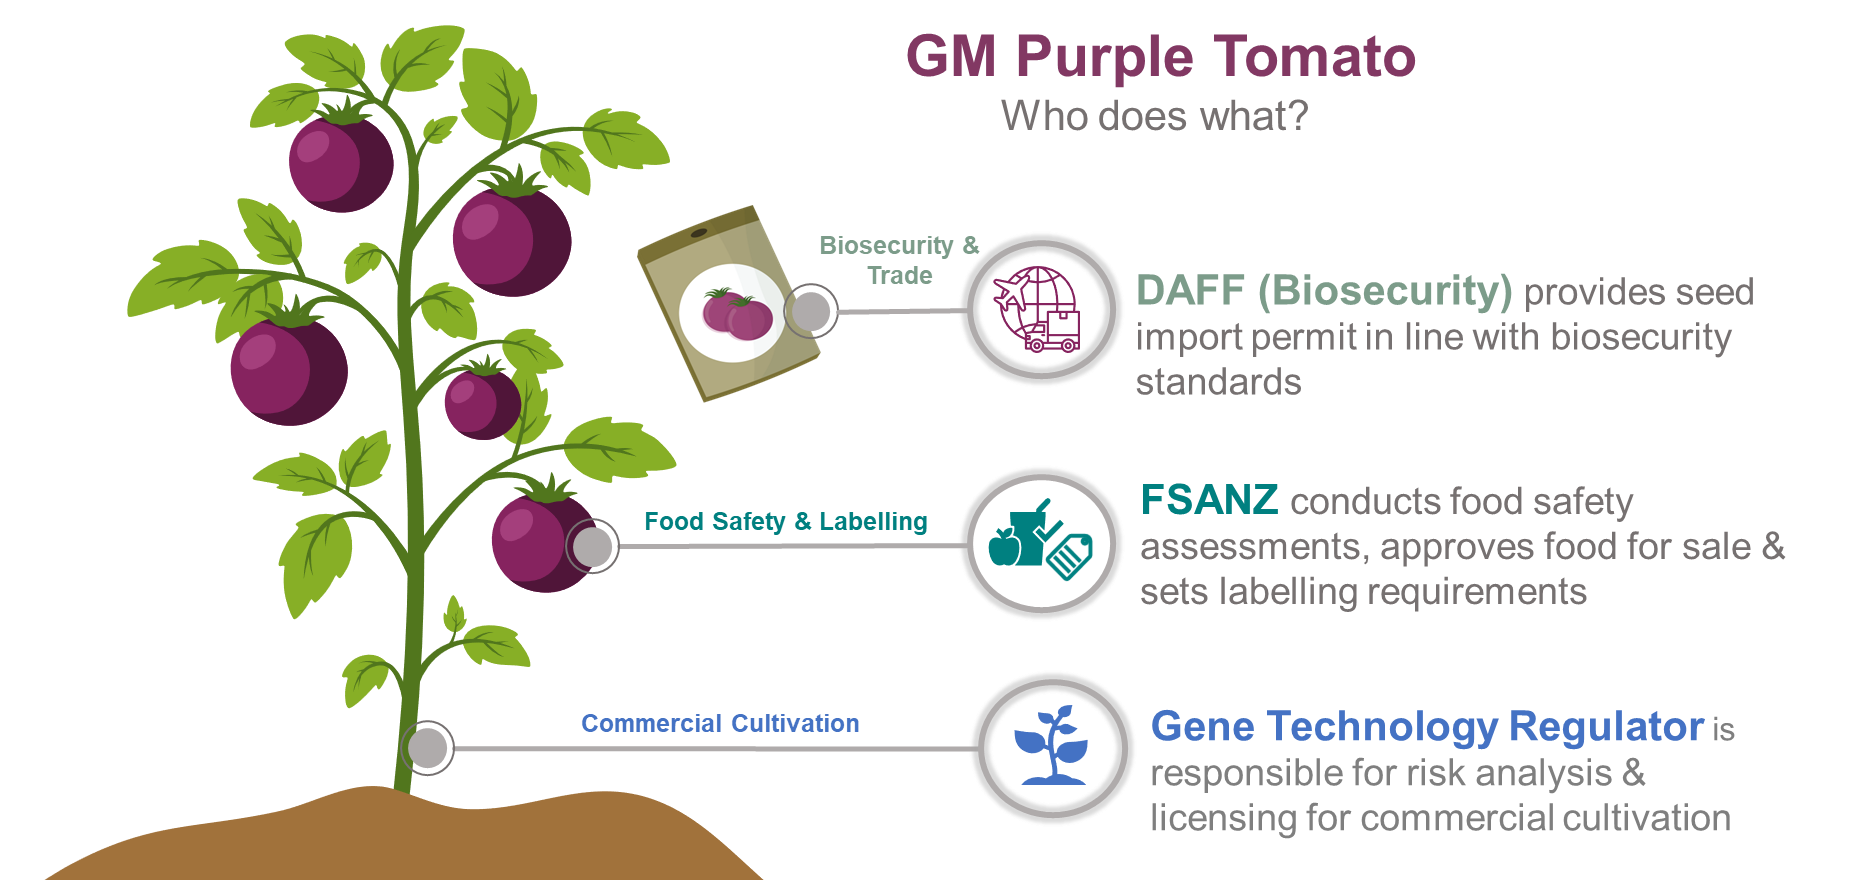 GM Purple Tomato
Who does what?
Biosecurity &
Trade
DAFF (Biosecurity) provides seed
import permit in line with biosecurity
standards
Food Safety & Labelling
FSANZ conducts food safety
assessments, approves food for sale &
sets labelling requirements
Commercial Cultivation
Gene Technology Regulator is
responsible for risk analysis &
licensing for commercial cultivation